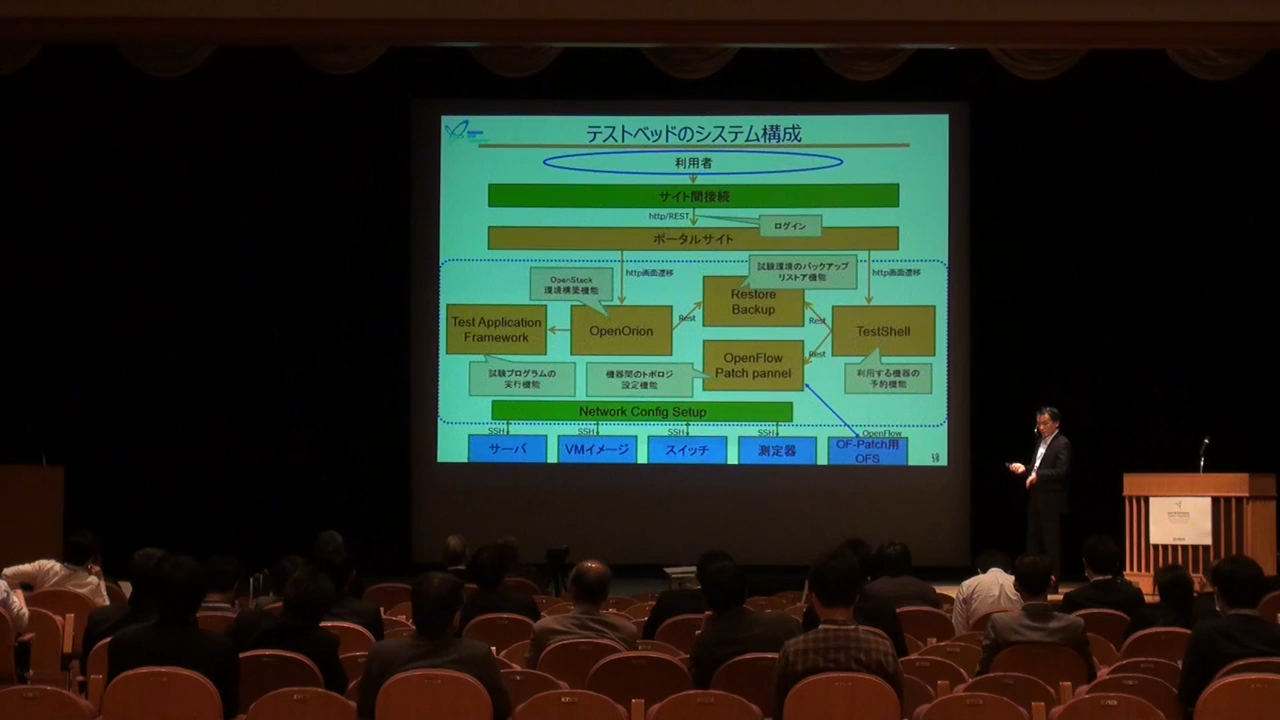 テストベッドのシステム構成
利用者
サイト間接続
http/REST
ログイン
ポータルサイト
http画面遷移
http画面遷移
OpenStack
環境構築機能
試験環境のバックアップ
リストア機能
Restore
Backup
Test Application
Framework
OpenOrion
Rest
Rest
TestShell
Rest
OpenFlow
Patch pannel
試験プログラムの
実行機能
機器間のトポロジ
設定機能
利用する機器の
予約機能
Network Config Setup
SSH
SSH
SSH
SSH
OpenFlow
サーバ
VMイメージ
スイッチ
測定器
OF-Patch用
OFS